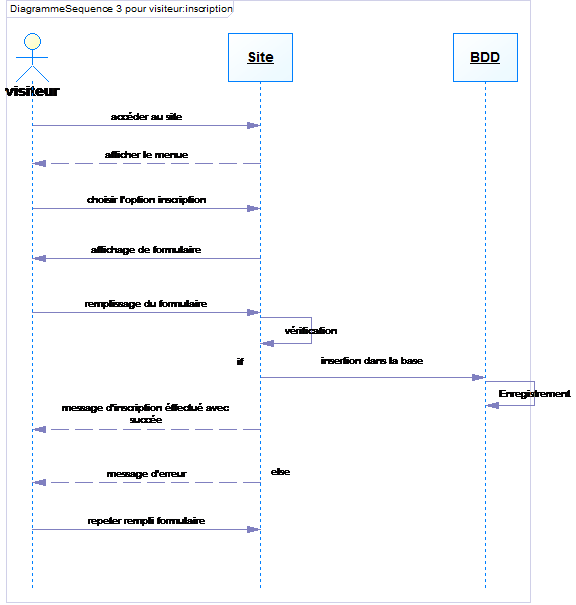 DiagrammeSequence 3 pour visiteur:inscription
Site
BDD
visiteur
accéder au site
afficher le menue
choisir l'option inscription
affichage de formulaire
remplissage du formulaire
vérification
if
insertion dans la base
Enregistrement
message d'inscription éffectué avec
succée
else
message d'erreur
repeter rempli formulaire